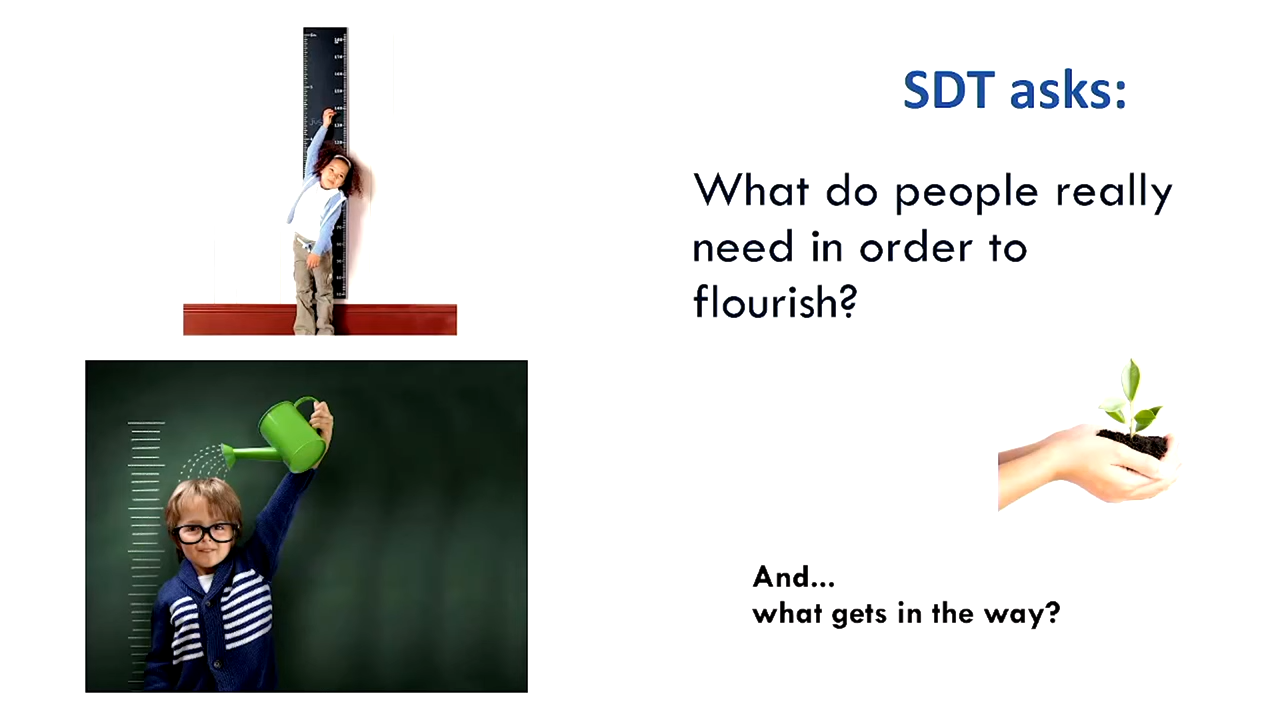 SDT asks:
What do people really
need in order to
flourish?
And...
what gets in the way?